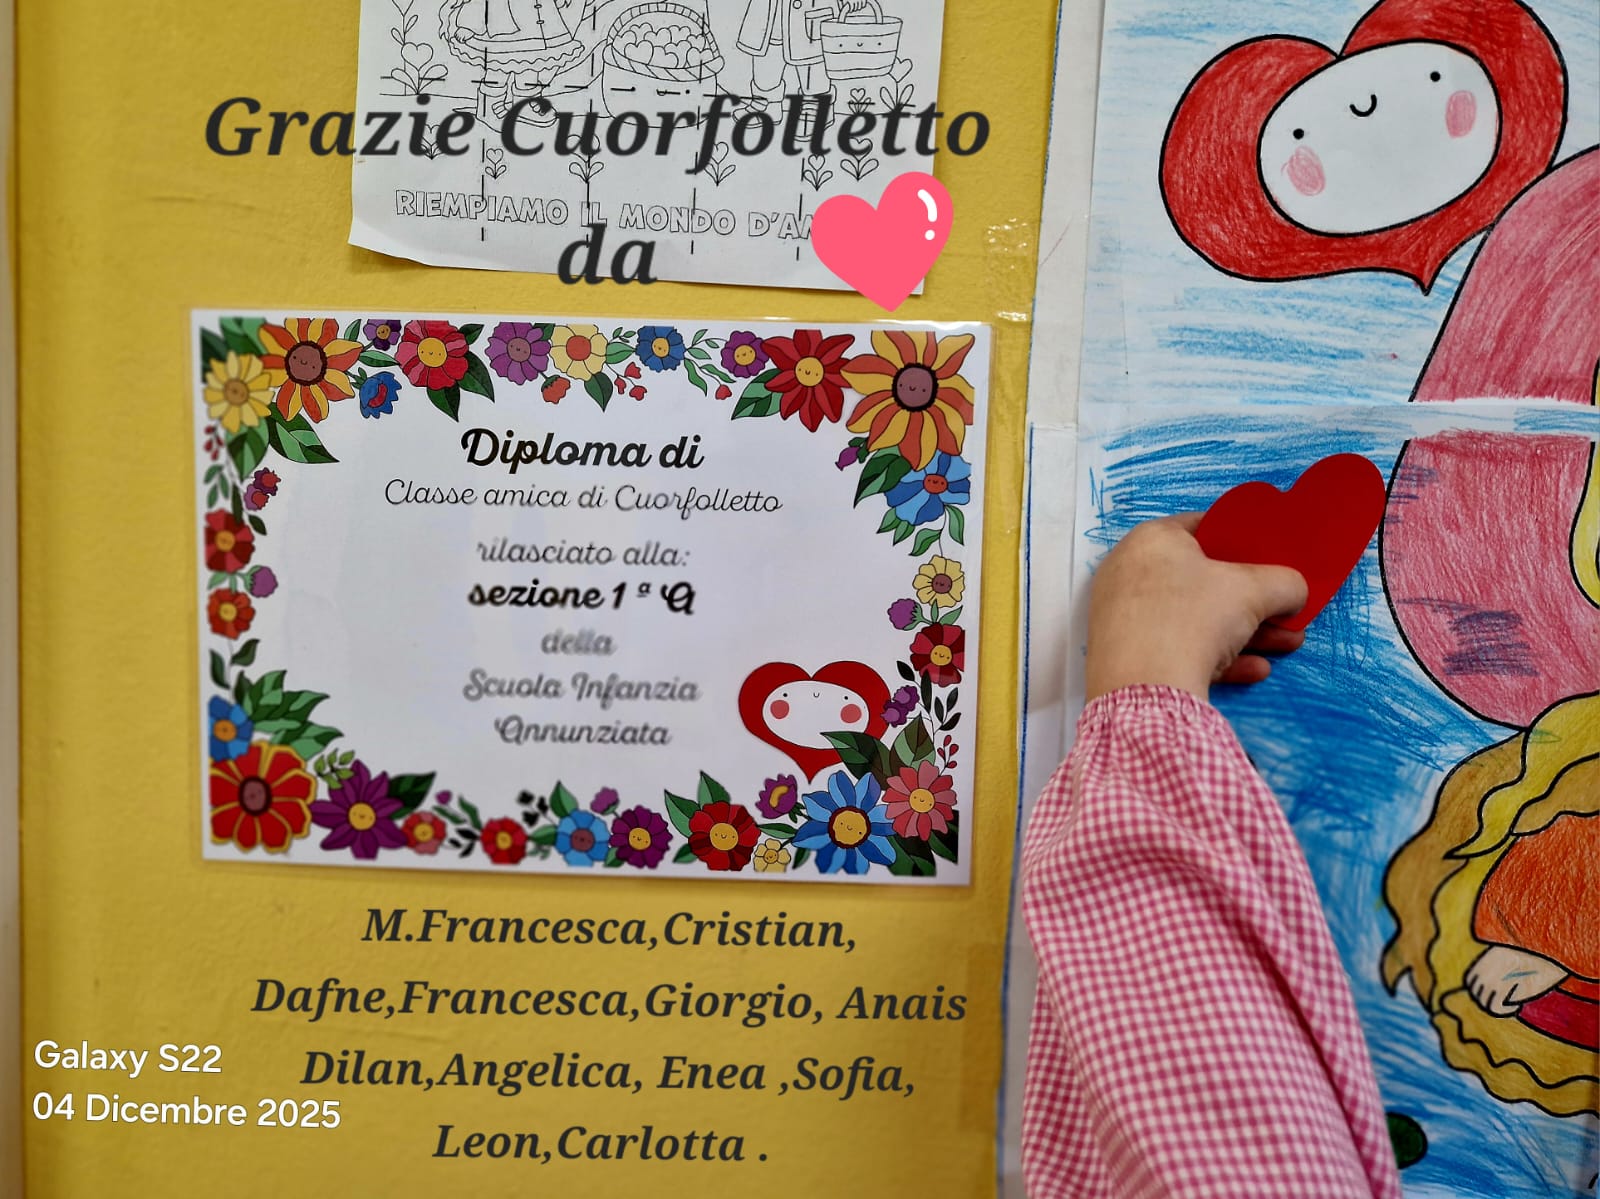 Grazie Cuorfolletto
RIEMPIAMO IL MONDO D'AM
da
Diploma di
Classe amica di Cuorfolletto
rilasciato alla:
sezione 1ª A
della
Scuola Infanzia
Annunziata
M.Francesca,Cristian,
Dafne,Francesca,Giorgio, Anais
Dilan,Angelica, Enea ,Sofia,
Leon,Carlotta .
Galaxy S22
04 Dicembre 2025